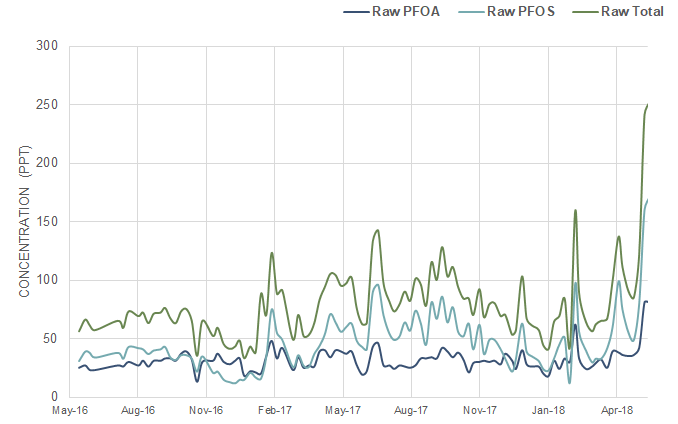 Raw PFOA Raw PFOS Raw Total
300
250
200
150
100
50
0
CONCENTRATION (PPT)
May-16 Aug-16 Nov-16 Feb-17 May-17 Aug-17 Nov-17 Jan-18 Apr-18